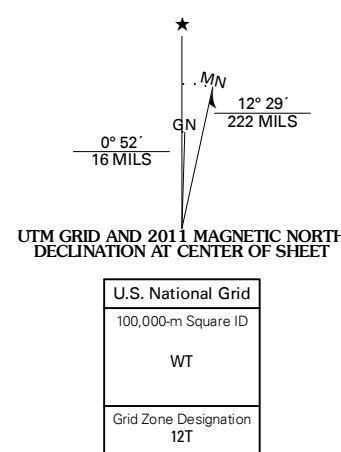 ★
MN
GN
12° 29´
222 MILS
0° 52´
16 MILS
UTM GRID AND 2011 MAGNETIC NORTH
DECLINATION AT CENTER OF SHEET
U.S. National Grid
100,000-m Square ID
WT
Grid Zone Designation
12T